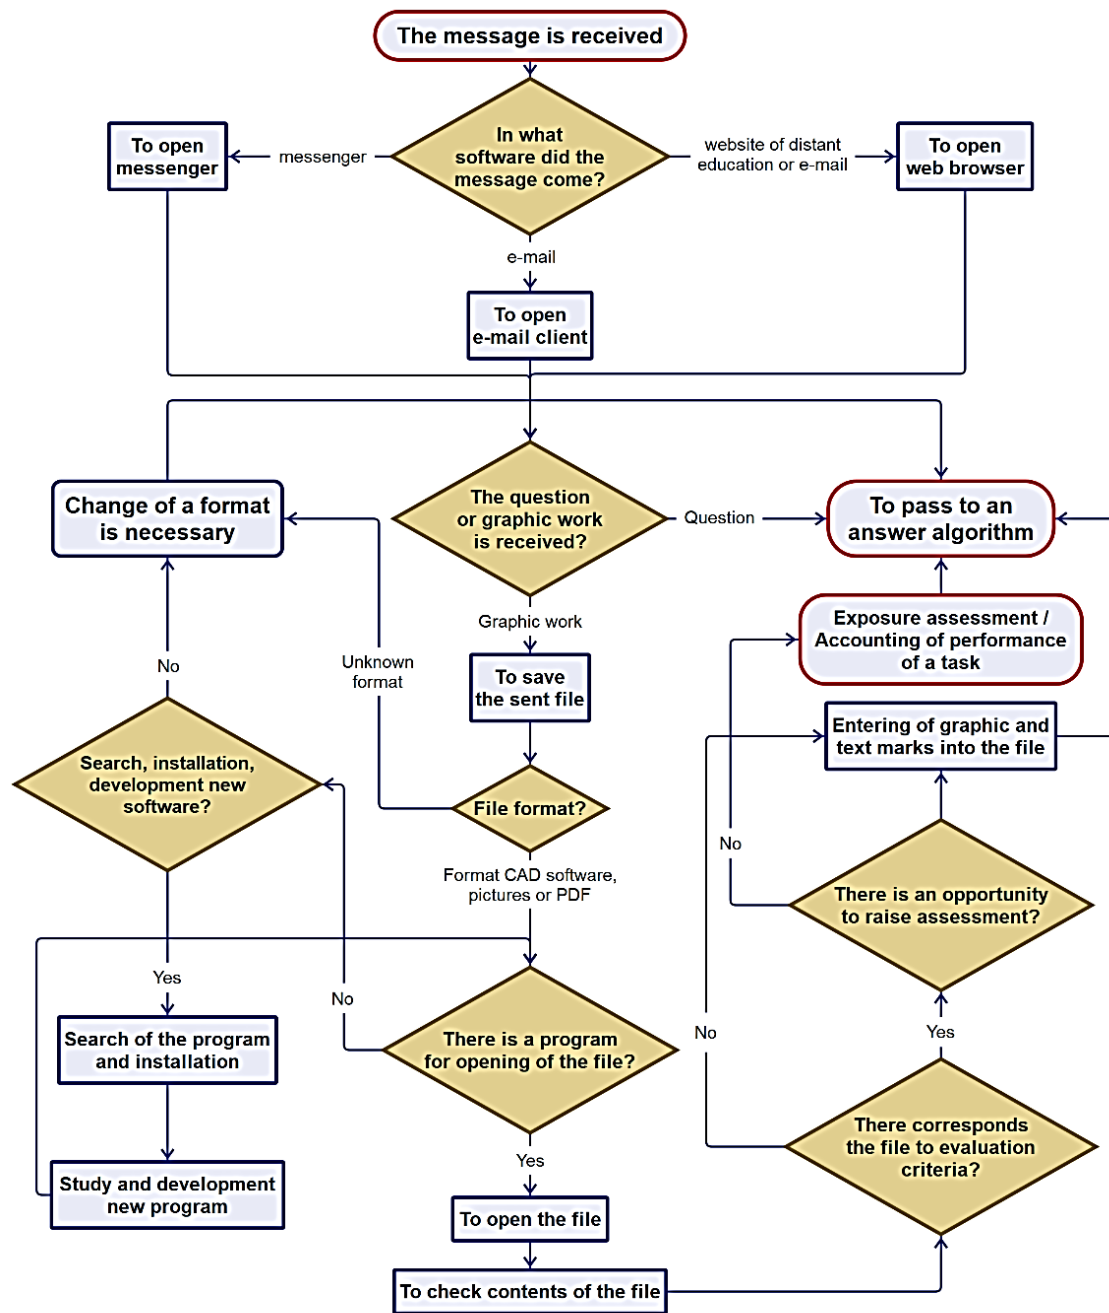 The message is received
In what
software did the
message come?
messenger
website of distant
education or e-mail
To open
messenger
To open
web browser
e-mail
To open
e-mail client
Change of a format
is necessary
The question
or graphic work
is received?
Question
To pass to an
answer algorithm
Graphic work
Exposure assessment /
Accounting of performance
of a task
No
Unknown
format
To save
the sent file
Entering of graphic and
text marks into the file
Search, installation,
development new
software?
File format?
No
Format CAD software,
pictures or PDF
There is an opportunity
to raise assessment?
Yes
No
No
Yes
Search of the program
and installation
There is a program
for opening of the file?
There corresponds
the file to evaluation
criteria?
Yes
Study and development
new program
To open the file
To check contents of the file